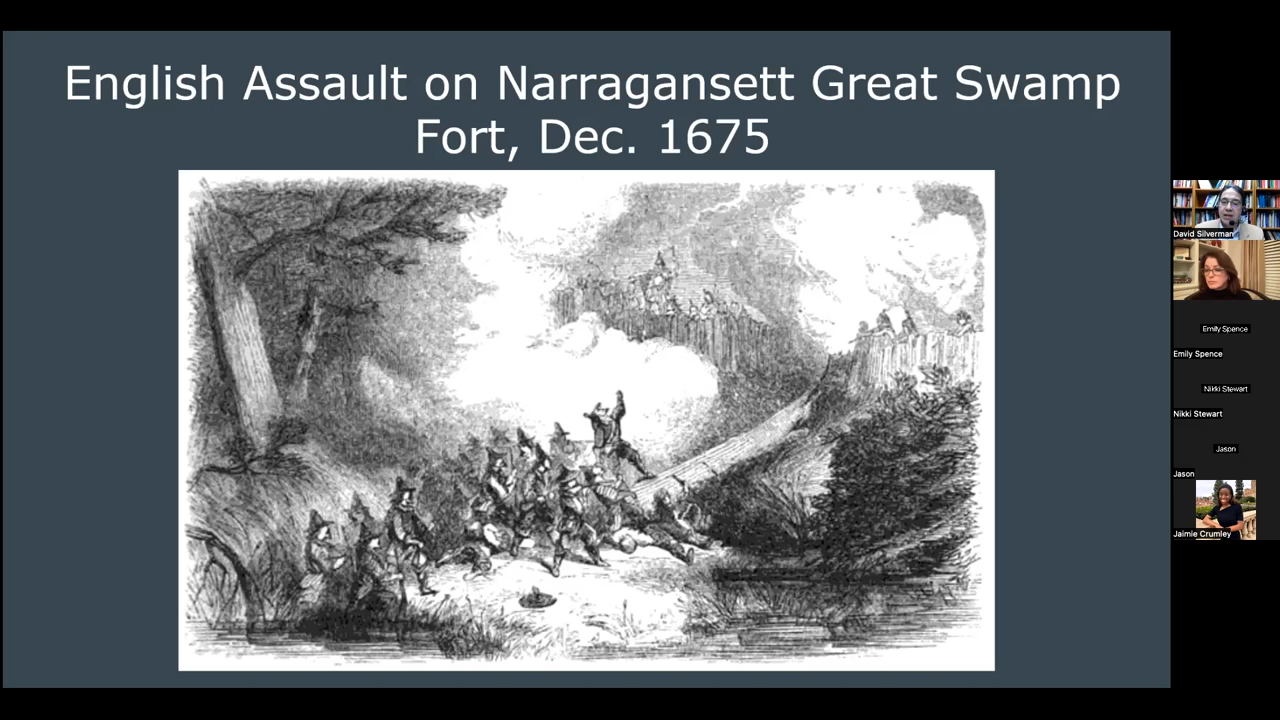 English Assault on Narragansett Great Swamp
Fort, Dec. 1675
David Silverman
Emily Spence
Emily Spence
Nikki Stewart
Nikki Stewart
Jason
Jason
Jaimie Crumley